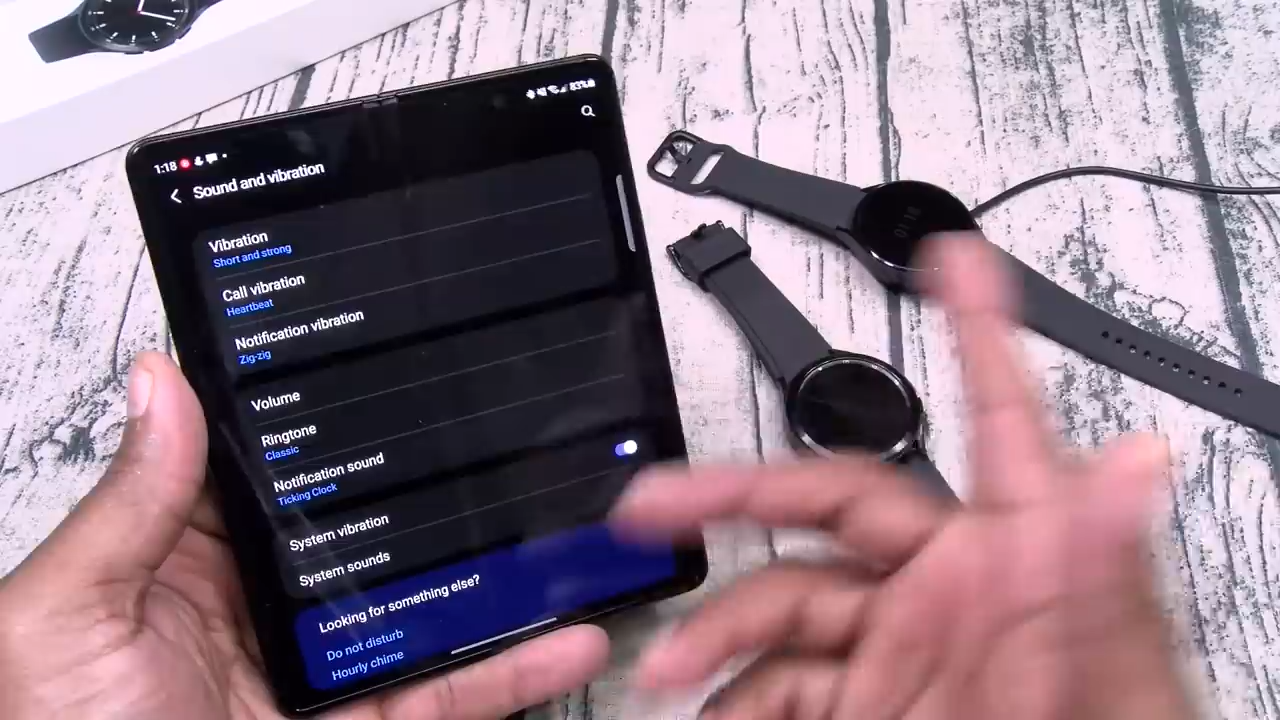 83%
1:18
Sound and vibration
Vibration
Short and strong
Call vibration
Heartbeat
Notification vibration
Zig-zig
Volume
Ringtone
Classic
Notification sound
Ticking Clock
System vibration
System sounds
Looking for something else?
Do not disturb
Hourly chime